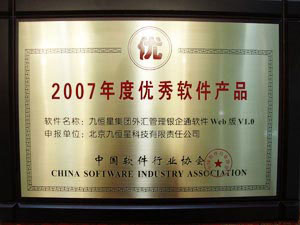 优
2007年度优秀软件产品
软件名称：九恒星集团外汇管理银企通软件Web版V1.0
申报单位：北京九恒星科技有限责任公司
中国软件行业协会
CHINA SOFTWARE INDUSTRY ASSOCIATION